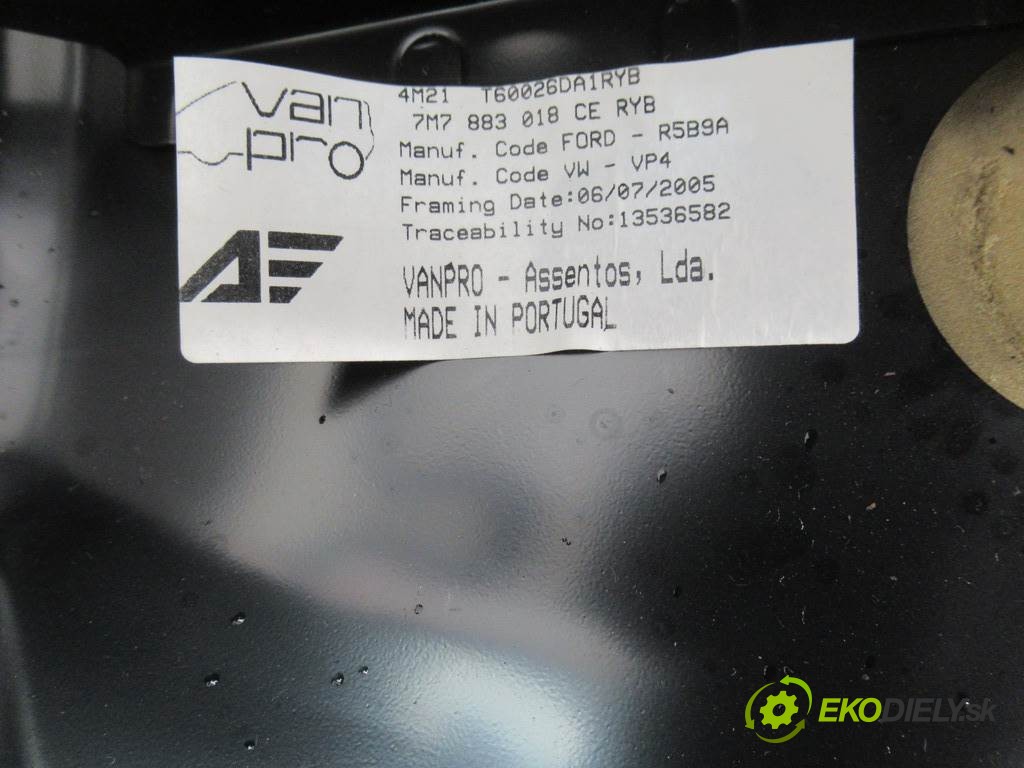 van
pro
4M21 T60026DA1RYB
7M7 883 018 CE RYB
Manuf. Code FORD - R5B9A
Manuf. Code VW - VP4
Framing Date:06/07/2005
Traceability No:13536582
AE
VANPRO - Assentos, Lda.
MADE IN PORTUGAL
EKODIELY.sk